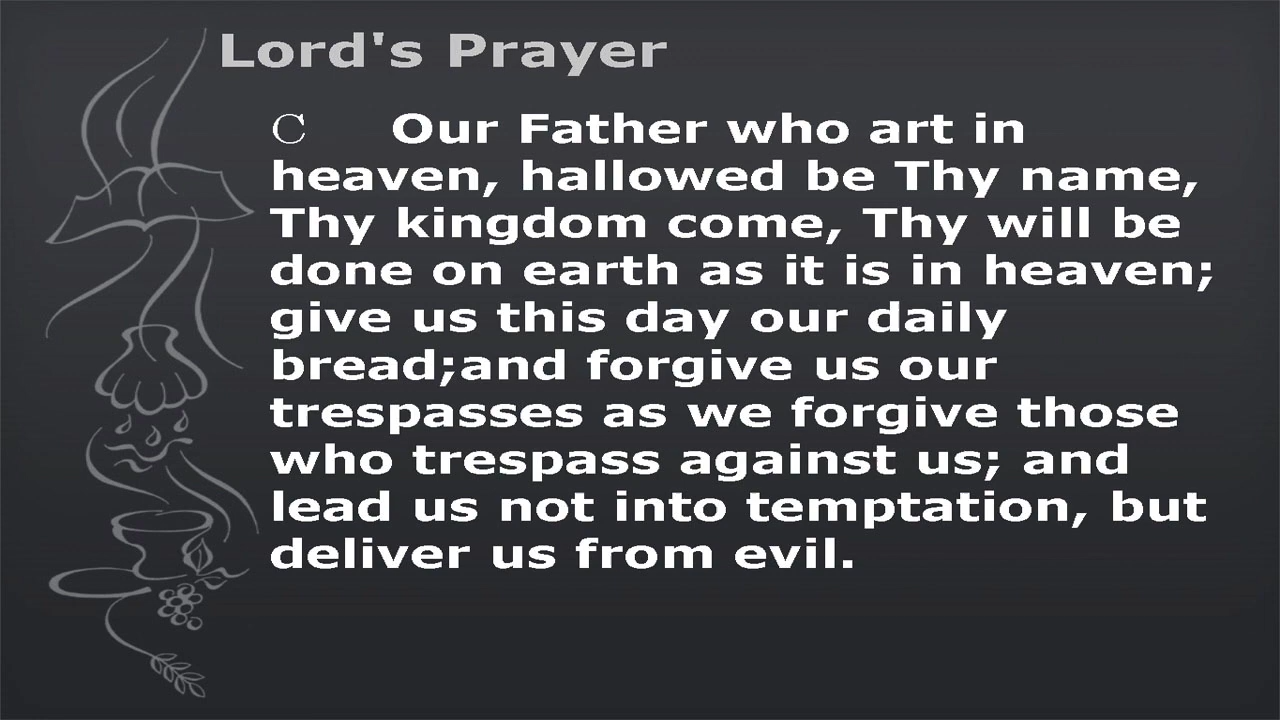 Lord's Prayer
C Our Father who art in
heaven, hallowed be Thy name,
Thy kingdom come, Thy will be
done on earth as it is in heaven;
give us this day our daily
bread;and forgive us our
trespasses as we forgive those
who trespass against us; and
lead us not into temptation, but
deliver us from evil.